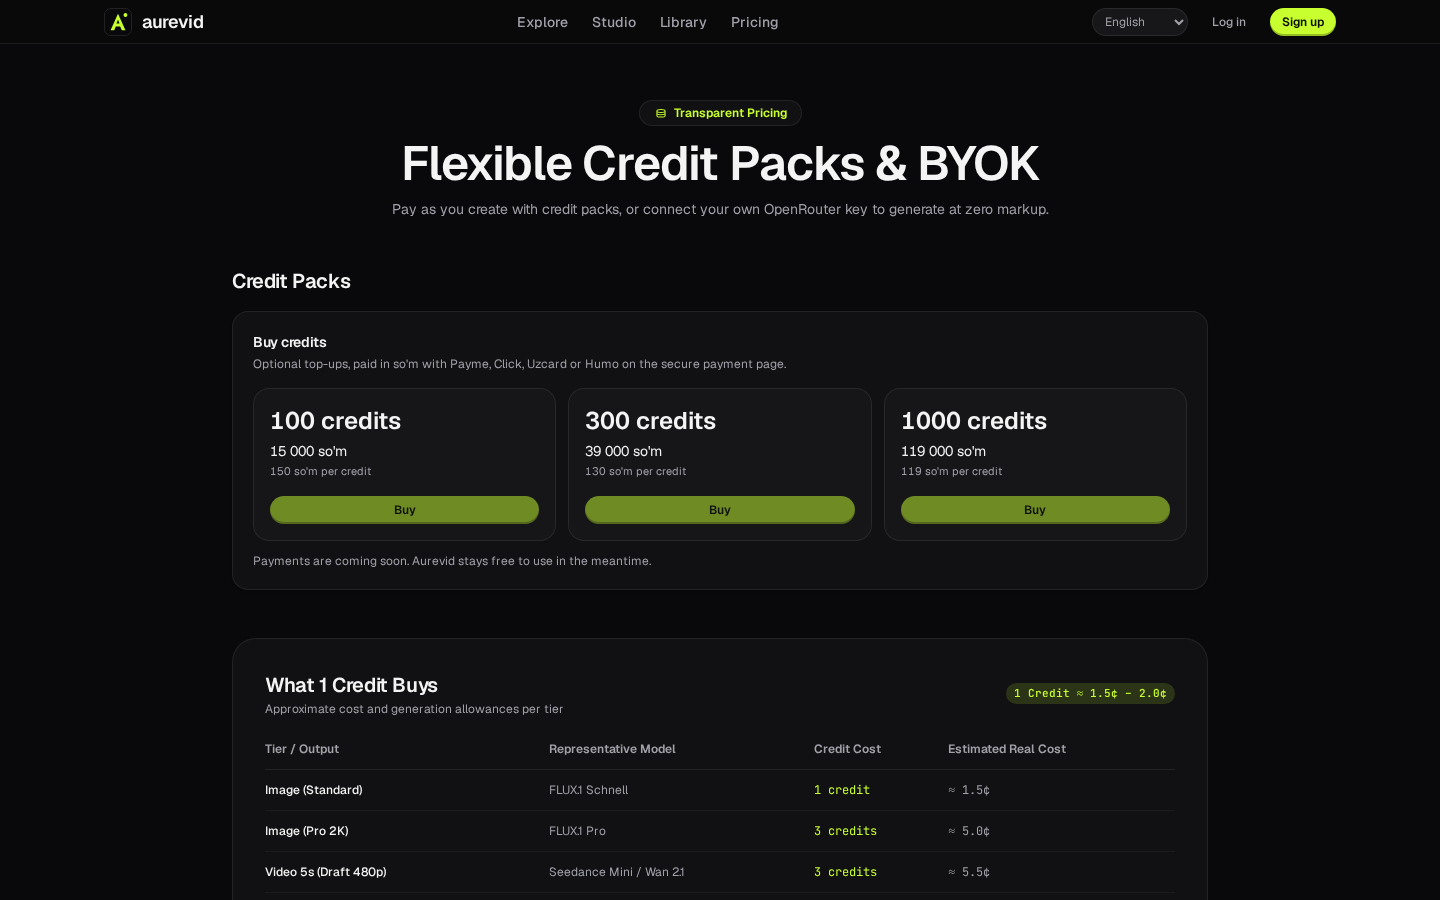 aurevid
Explore
Studio
Library
Pricing
English
Log in
Sign up
Transparent Pricing
Flexible Credit Packs & BYOK
Pay as you create with credit packs, or connect your own OpenRouter key to generate at zero markup.
Credit Packs
Buy credits
Optional top-ups, paid in so'm with Payme, Click, Uzcard or Humo on the secure payment page.
100 credits
15 000 so'm
150 so'm per credit
Buy
300 credits
39 000 so'm
130 so'm per credit
Buy
1000 credits
119 000 so'm
119 so'm per credit
Buy
Payments are coming soon. Aurevid stays free to use in the meantime.
What 1 Credit Buys
Approximate cost and generation allowances per tier
1 Credit ≈ 1.5¢ – 2.0¢
Tier / Output Representative Model Credit Cost Estimated Real Cost
Image (Standard) FLUX.1 Schnell 1 credit ≈ 1.5¢
Image (Pro 2K) FLUX.1 Pro 3 credits ≈ 5.0¢
Video 5s (Draft 480p) Seedance Mini / Wan 2.1 3 credits ≈ 5.5¢